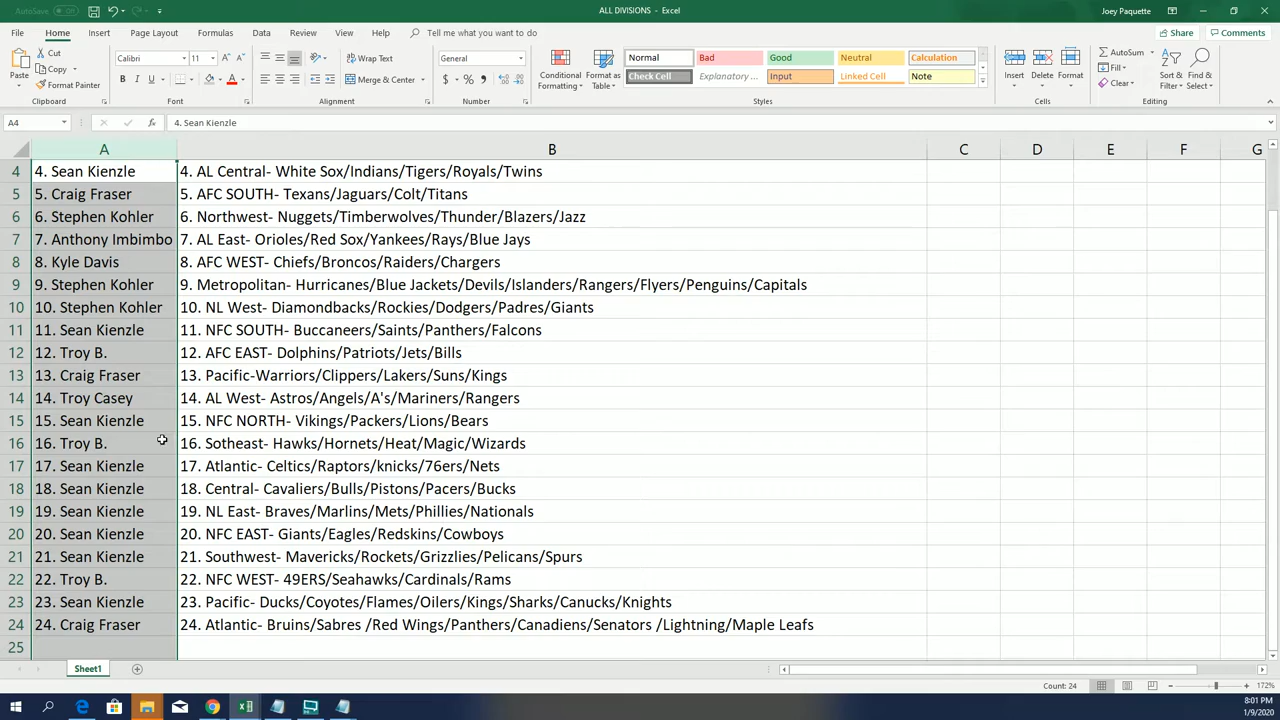 AutoSave Off
ALL DIVISIONS - Excel
Joey Paquette
File Home Insert Page Layout Formulas Data Review View Help Tell me what you want to do
Share Comments
Paste
Cut
Copy
Format Painter
Clipboard
Calibri 11
B I U
Font
Wrap Text
Merge & Center
Alignment
General
$ % ,
Number
Conditional Formatting
Format as Table
Normal Bad Good Neutral Calculation
Check Cell Explanatory ... Input Linked Cell Note
Styles
Insert Delete Format
Cells
AutoSum
Fill
Clear
Sort & Filter
Find & Select
Editing
A4 fx 4. Sean Kienzle
A B C D E F G
4 4. Sean Kienzle 4. AL Central- White Sox/Indians/Tigers/Royals/Twins
5 5. Craig Fraser 5. AFC SOUTH- Texans/Jaguars/Colt/Titans
6 6. Stephen Kohler 6. Northwest- Nuggets/Timberwolves/Thunder/Blazers/Jazz
7 7. Anthony Imbimbo 7. AL East- Orioles/Red Sox/Yankees/Rays/Blue Jays
8 8. Kyle Davis 8. AFC WEST- Chiefs/Broncos/Raiders/Chargers
9 9. Stephen Kohler 9. Metropolitan- Hurricanes/Blue Jackets/Devils/Islanders/Rangers/Flyers/Penguins/Capitals
10 10. Stephen Kohler 10. NL West- Diamondbacks/Rockies/Dodgers/Padres/Giants
11 11. Sean Kienzle 11. NFC SOUTH- Buccaneers/Saints/Panthers/Falcons
12 12. Troy B. 12. AFC EAST- Dolphins/Patriots/Jets/Bills
13 13. Craig Fraser 13. Pacific-Warriors/Clippers/Lakers/Suns/Kings
14 14. Troy Casey 14. AL West- Astros/Angels/A's/Mariners/Rangers
15 15. Sean Kienzle 15. NFC NORTH- Vikings/Packers/Lions/Bears
16 16. Troy B. 16. Sotheast- Hawks/Hornets/Heat/Magic/Wizards
17 17. Sean Kienzle 17. Atlantic- Celtics/Raptors/knicks/76ers/Nets
18 18. Sean Kienzle 18. Central- Cavaliers/Bulls/Pistons/Pacers/Bucks
19 19. Sean Kienzle 19. NL East- Braves/Marlins/Mets/Phillies/Nationals
20 20. Sean Kienzle 20. NFC EAST- Giants/Eagles/Redskins/Cowboys
21 21. Sean Kienzle 21. Southwest- Mavericks/Rockets/Grizzlies/Pelicans/Spurs
22 22. Troy B. 22. NFC WEST- 49ERS/Seahawks/Cardinals/Rams
23 23. Sean Kienzle 23. Pacific- Ducks/Coyotes/Flames/Oilers/Kings/Sharks/Canucks/Knights
24 24. Craig Fraser 24. Atlantic- Bruins/Sabres /Red Wings/Panthers/Canadiens/Senators /Lightning/Maple Leafs
25
Sheet1
Count: 24 172%
8:01 PM
1/9/2020